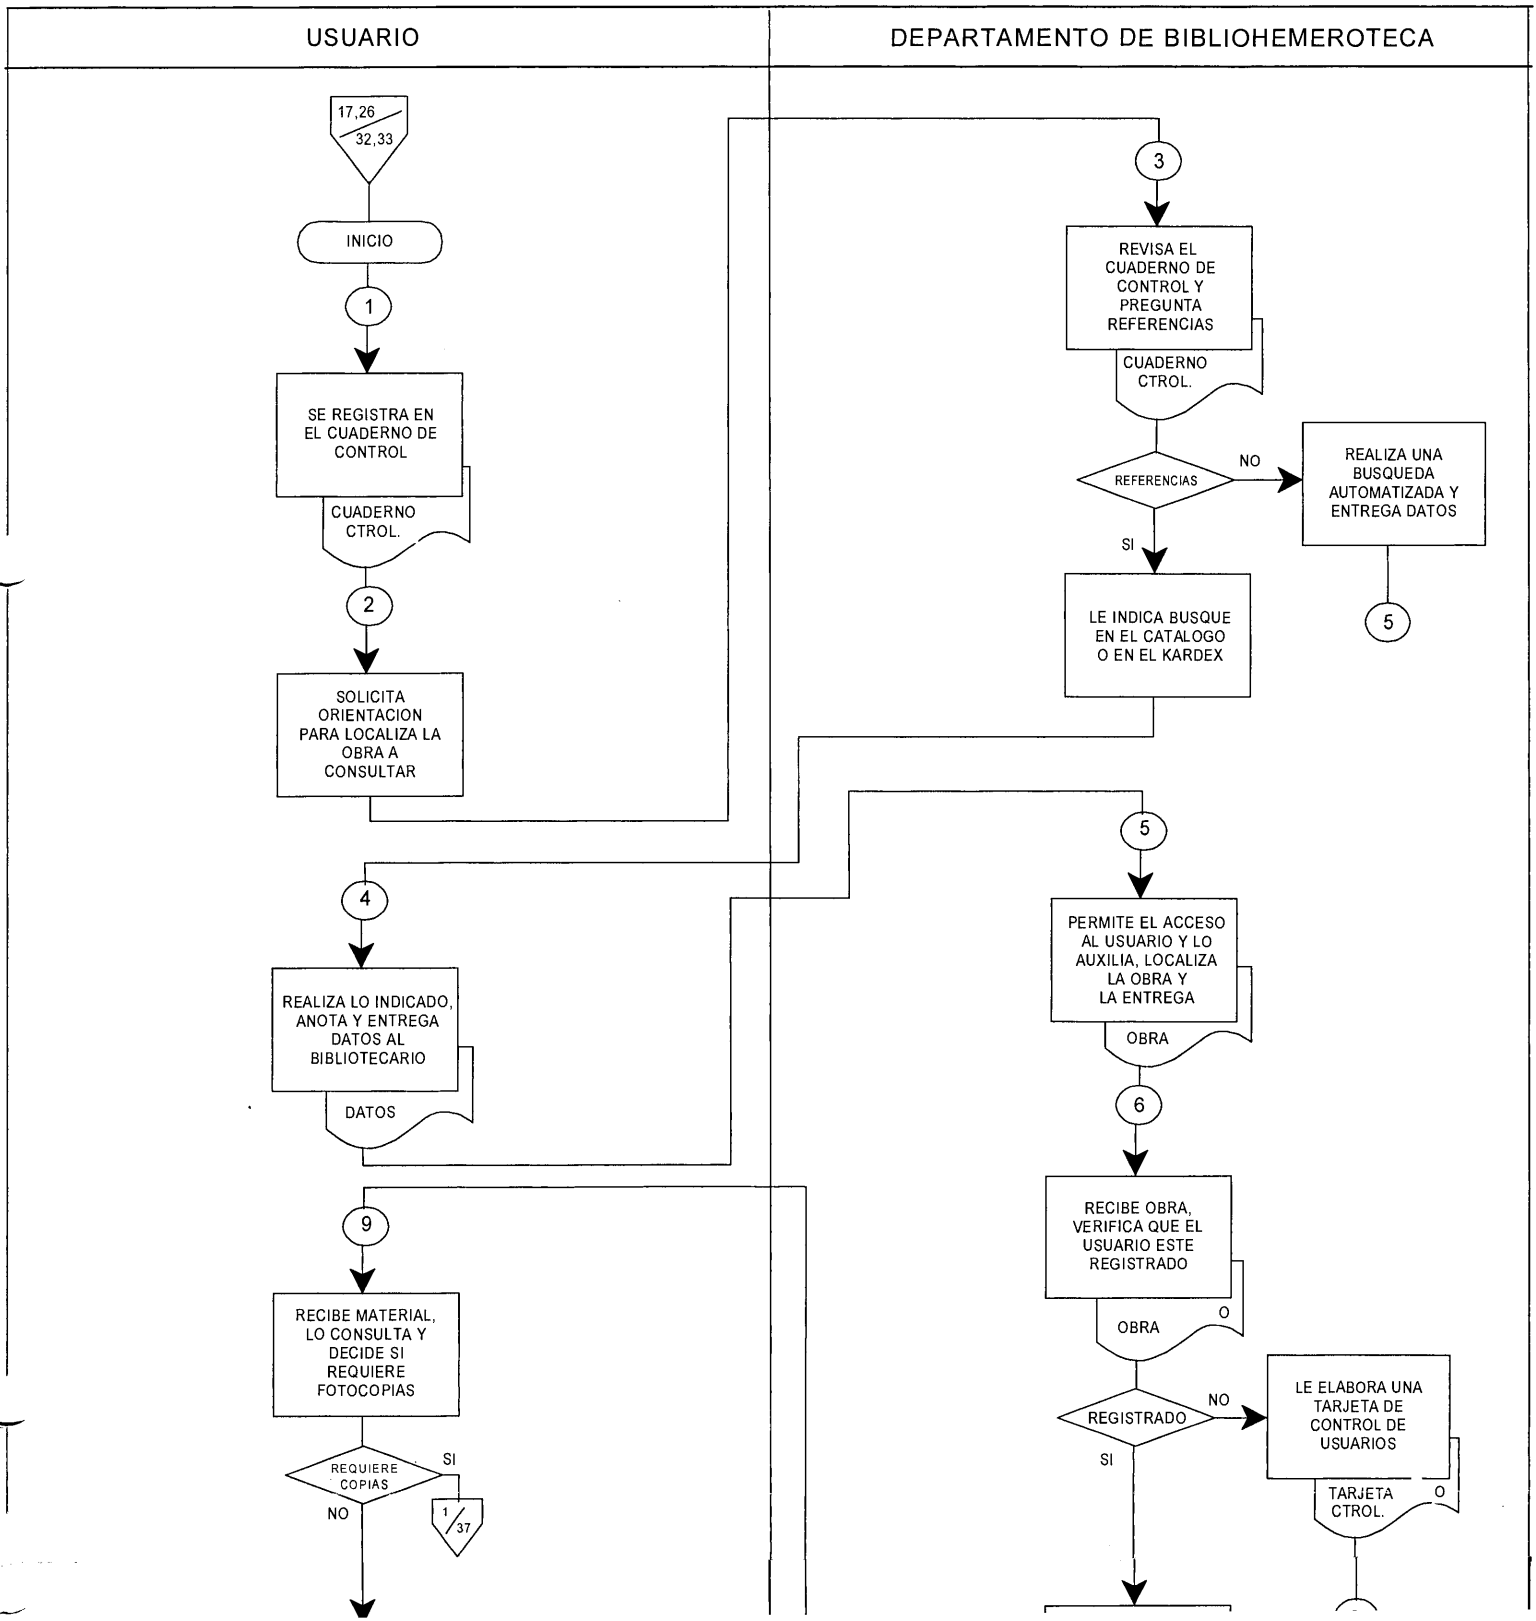 USUARIO
DEPARTAMENTO DE BIBLIOHEMEROTECA
17,26
32,33
INICIO
1
SE REGISTRA EN
EL CUADERNO DE
CONTROL
CUADERNO
CTROL.
2
SOLICITA
ORIENTACION
PARA LOCALIZA LA
OBRA A
CONSULTAR
3
REVISA EL
CUADERNO DE
CONTROL Y
PREGUNTA
REFERENCIAS
CUADERNO
CTROL.
REFERENCIAS
NO
REALIZA UNA
BUSQUEDA
AUTOMATIZADA Y
ENTREGA DATOS
5
SI
LE INDICA BUSQUE
EN EL CATALOGO
O EN EL KARDEX
4
REALIZA LO INDICADO,
ANOTA Y ENTREGA
DATOS AL
BIBLIOTECARIO
DATOS
5
PERMITE EL ACCESO
AL USUARIO Y LO
AUXILIA, LOCALIZA
LA OBRA Y
LA ENTREGA
OBRA
6
RECIBE OBRA,
VERIFICA QUE EL
USUARIO ESTE
REGISTRADO
O
OBRA
REGISTRADO
NO
SI
LE ELABORA UNA
TARJETA DE
CONTROL DE
USUARIOS
TARJETA O
CTROL.
9
RECIBE MATERIAL,
LO CONSULTA Y
DECIDE SI
REQUIERE
FOTOCOPIAS
REQUIERE
COPIAS
SI
NO
1
37